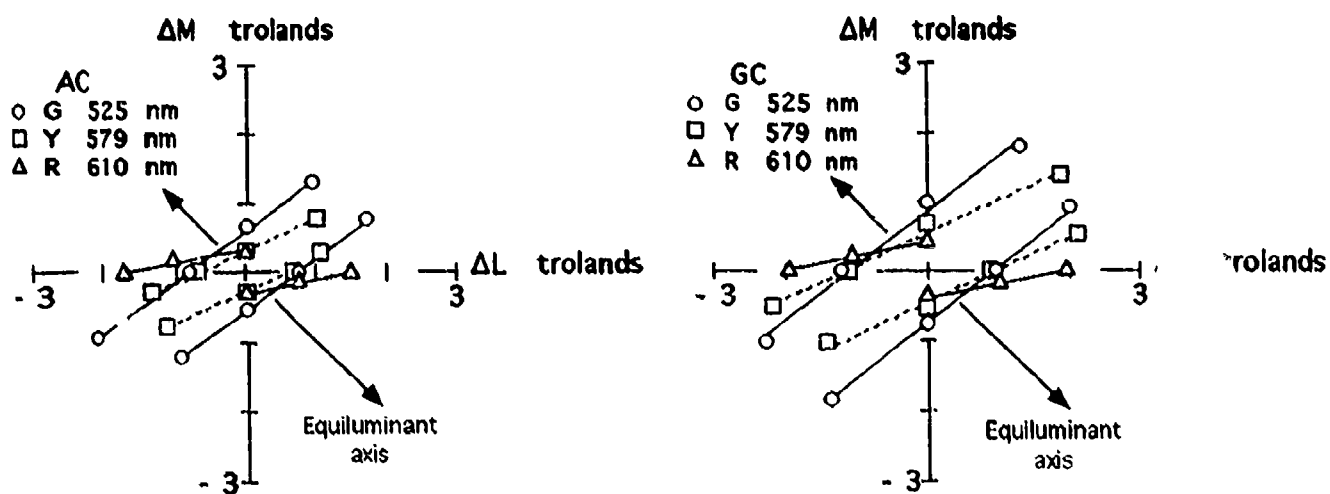 ΔM trolands
3
AC
G 525 nm
Y 579 nm
R 610 nm
- 3
3
ΔL trolands
Equiluminant
axis
- 3
ΔM trolands
3
GC
G 525 nm
Y 579 nm
R 610 nm
- 3
3
rolands
Equiluminant
axis
- 3